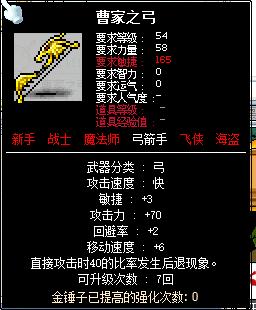 曹家之弓
要求等级： 54
要求力量： 58
要求敏捷： 165
要求智力： 0
要求运气： 0
要求人气度： -
道具等级： -
道具经验值： -
新手 战士 魔法师 弓箭手 飞侠 海盗
武器分类 : 弓
攻击速度 : 快
敏捷 : +3
攻击力 : +70
回避率 : +2
移动速度 : +6
直接攻击时40的比率发生后退现象。
可升级次数 : 7回
金锤子已提高的强化次数: 0